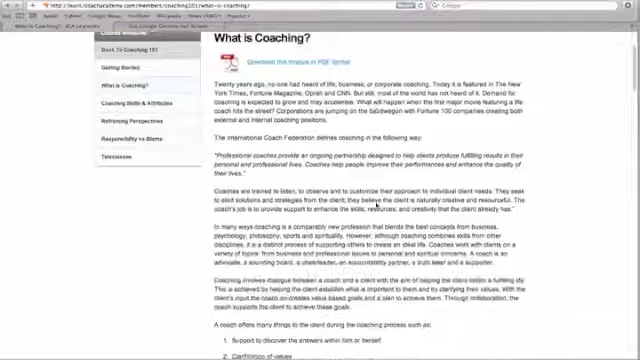 http://learn.icoachacademy.com/members/coaching101/what-is-coaching/
Google
Back To Coaching 101
Getting Started
What is Coaching?
Coaching Skills & Attributes
Reframing Perspectives
Responsibility vs Blame
Teleclasses
What is Coaching?
Download this module in PDF format
Twenty years ago, no one had heard of life, business, or corporate coaching. Today it is featured in The New
York Times, Fortune Magazine, Oprah and CNN. But still, most of the world has not heard of it. Demand for
coaching is expected to grow and may accelerate. What will happen when the first major movie featuring a life
coach hits the street? Corporations are jumping on the bandwagon with Fortune 100 companies creating both
external and internal coaching positions.
The International Coach Federation defines coaching in the following way:
"Professional coaches provide an ongoing partnership designed to help clients produce fulfilling results in their
personal and professional lives. Coaches help people improve their performances and enhance the quality of
their lives."
Coaches are trained to listen, to observe and to customize their approach to individual client needs. They seek
to elicit solutions and strategies from the client; they believe the client is naturally creative and resourceful. The
coach's job is to provide support to enhance the skills, resources, and creativity that the client already has."
In many ways coaching is a comparably new profession that blends the best concepts from business,
psychology, philosophy, sports and spirituality. However, although coaching combines skills from other
disciplines, it is a distinct process of supporting others to create an ideal life. Coaches work with clients on a
variety of topics: from business and professional issues to personal and spiritual concerns. A coach is an
advocate, a sounding board, a cheerleader, an accountability partner, a truth teller and a supporter.
Coaching involves dialogue between a coach and a client with the aim of helping the client obtain a fulfilling life.
This is achieved by helping the client establish what is important to them and by clarifying their values. With the
client's input the coach co-creates value based goals and a plan to achieve them. Through collaboration, the
coach supports the client to achieve these goals.
A coach offers many things to the client during the coaching process such as:
1. Support to discover the answers within him or herself
2. Clarification of values